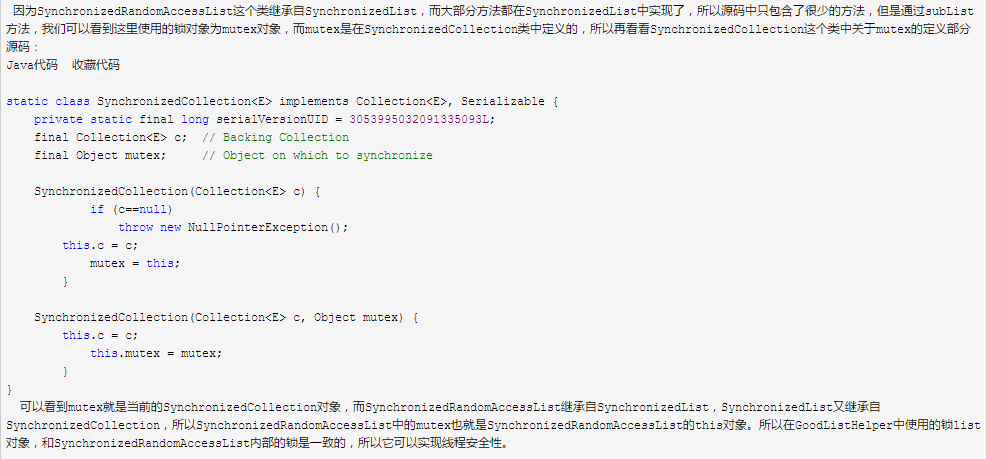 因为SynchronizedRandomAccessList这个类继承自SynchronizedList，而大部分方法都在SynchronizedList中实现了，所以源码中只包含了很少的方法，但是通过subList
方法，我们可以看到这里使用的锁对象为mutex对象，而mutex是在SynchronizedCollection类中定义的，所以再看看SynchronizedCollection这个类中关于mutex的定义部分
源码：
Java代码  收藏代码
static class SynchronizedCollection<E> implements Collection<E>, Serializable {
    private static final long serialVersionUID = 3053995032091335093L;
    final Collection<E> c;  // Backing Collection
    final Object mutex;     // Object on which to synchronize
    SynchronizedCollection(Collection<E> c) {
            if (c==null)
                throw new NullPointerException();
        this.c = c;
            mutex = this;
        }
    SynchronizedCollection(Collection<E> c, Object mutex) {
        this.c = c;
            this.mutex = mutex;
        }
}
可以看到mutex就是当前的SynchronizedCollection对象，而SynchronizedRandomAccessList继承自SynchronizedList，SynchronizedList又继承自
SynchronizedCollection，所以SynchronizedRandomAccessList中的mutex也就是SynchronizedRandomAccessList的this对象。所以在GoodListHelper中使用的锁list
对象，和SynchronizedRandomAccessList内部的锁是一致的，所以它可以实现线程安全性。